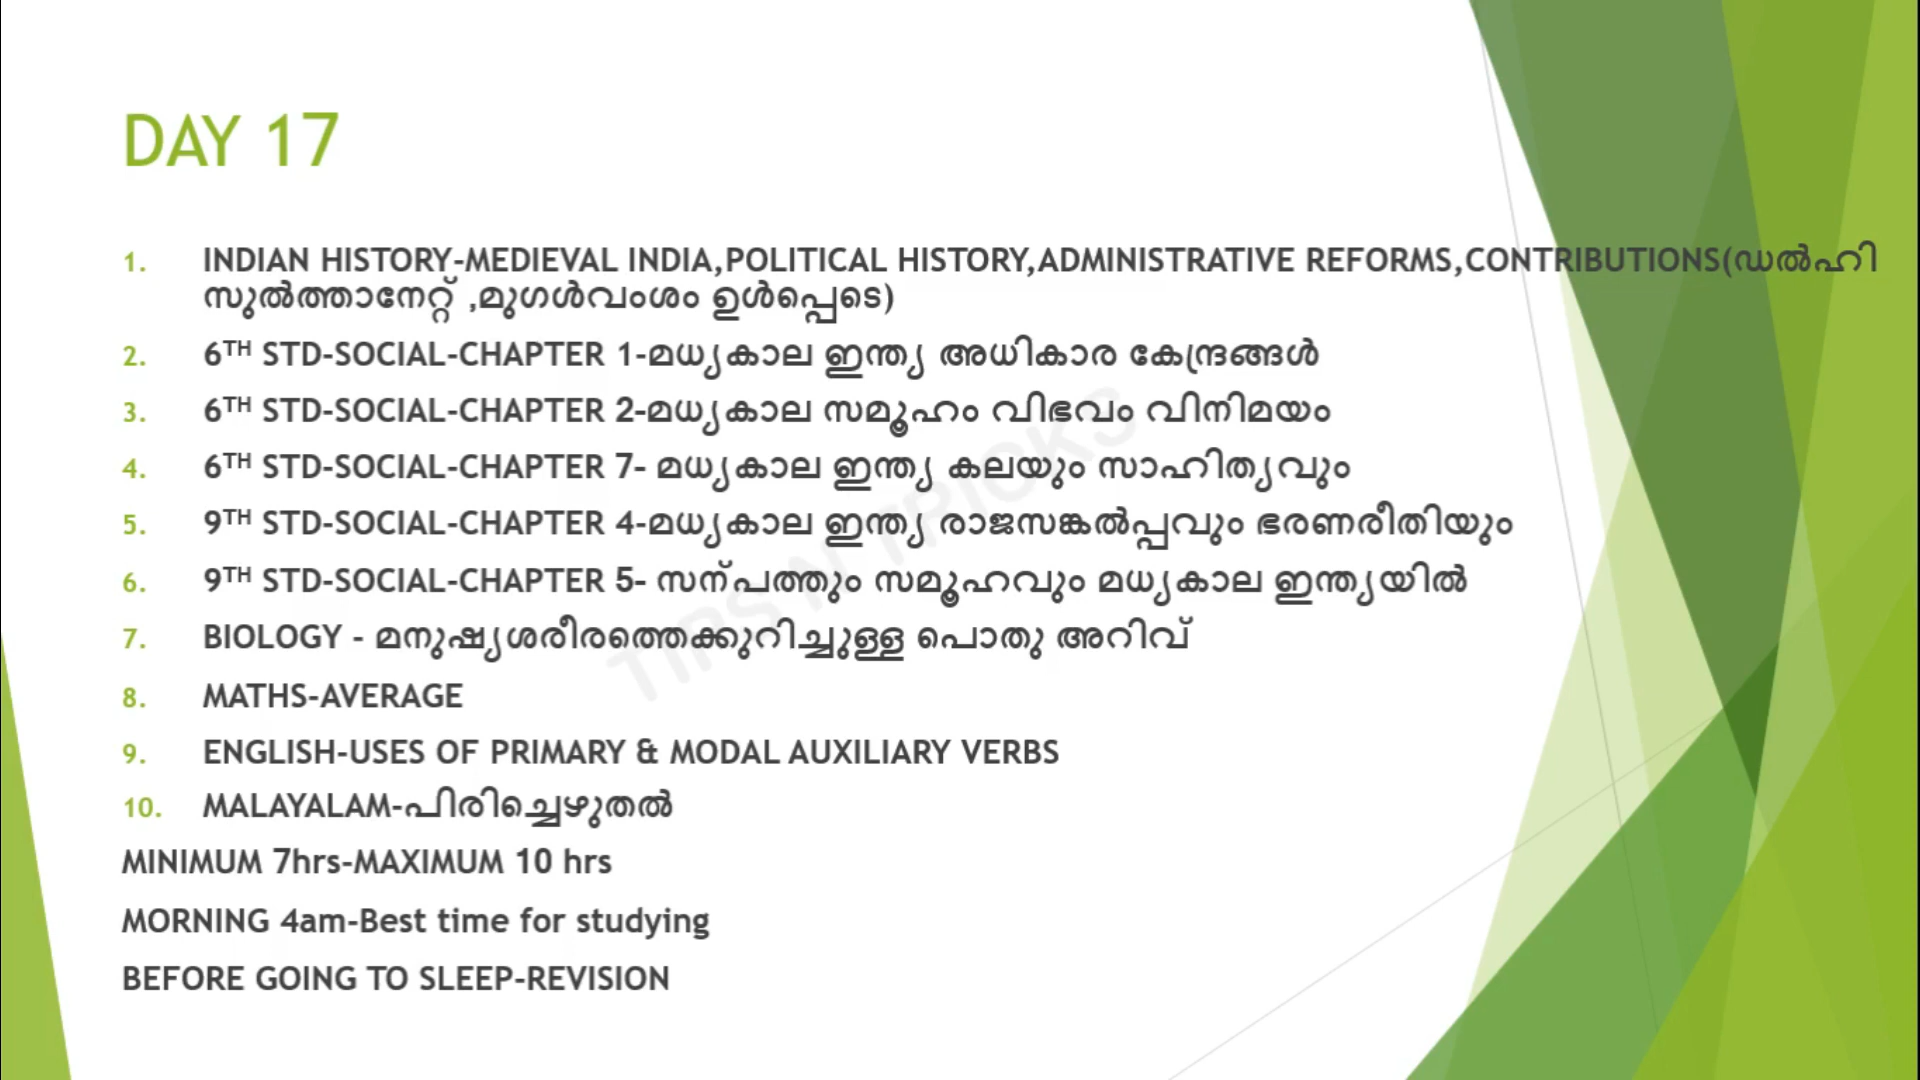 DAY 17
1. INDIAN HISTORY-MEDIEVAL INDIA,POLITICAL HISTORY,ADMINISTRATIVE REFORMS,CONTRIBUTIONS(ഡൽഹി
സുൽത്താനേറ്റ് ,മുഗൾവംശം ഉൾപ്പെടെ)
2. 6TH STD-SOCIAL-CHAPTER 1-മധ്യകാല ഇന്ത്യ അധികാര കേന്ദ്രങ്ങൾ
3. 6TH STD-SOCIAL-CHAPTER 2-മധ്യകാല സമൂഹം വിഭവം വിനിമയം
4. 6TH STD-SOCIAL-CHAPTER 7- മധ്യകാല ഇന്ത്യ കലയും സാഹിത്യവും
5. 9TH STD-SOCIAL-CHAPTER 4-മധ്യകാല ഇന്ത്യ രാജസങ്കൽപ്പവും ഭരണരീതിയും
6. 9TH STD-SOCIAL-CHAPTER 5- സന്പത്തും സമൂഹവും മധ്യകാല ഇന്ത്യയിൽ
7. BIOLOGY - മനുഷ്യശരീരത്തെക്കുറിച്ചുള്ള പൊതു അറിവ്
8. MATHS-AVERAGE
9. ENGLISH-USES OF PRIMARY & MODAL AUXILIARY VERBS
10. MALAYALAM-പിരിച്ചെഴുതൽ
MINIMUM 7hrs-MAXIMUM 10 hrs
MORNING 4am-Best time for studying
BEFORE GOING TO SLEEP-REVISION
TIPS N TRICKS